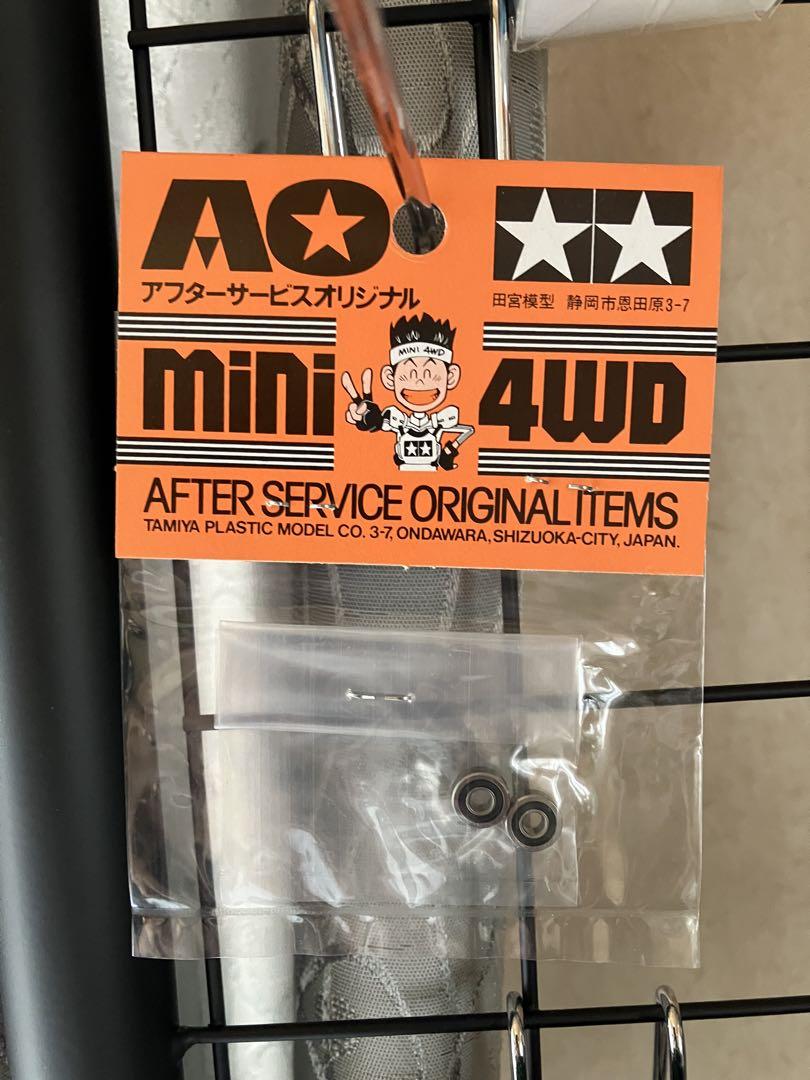 AO
アフターサービスオリジナル
田宮模型 静岡市恩田原3-7
mini 4WD
MINI 4WD
AFTER SERVICE ORIGINAL ITEMS
TAMIYA PLASTIC MODEL CO. 3-7, ONDAWARA, SHIZUOKA-CITY, JAPAN.